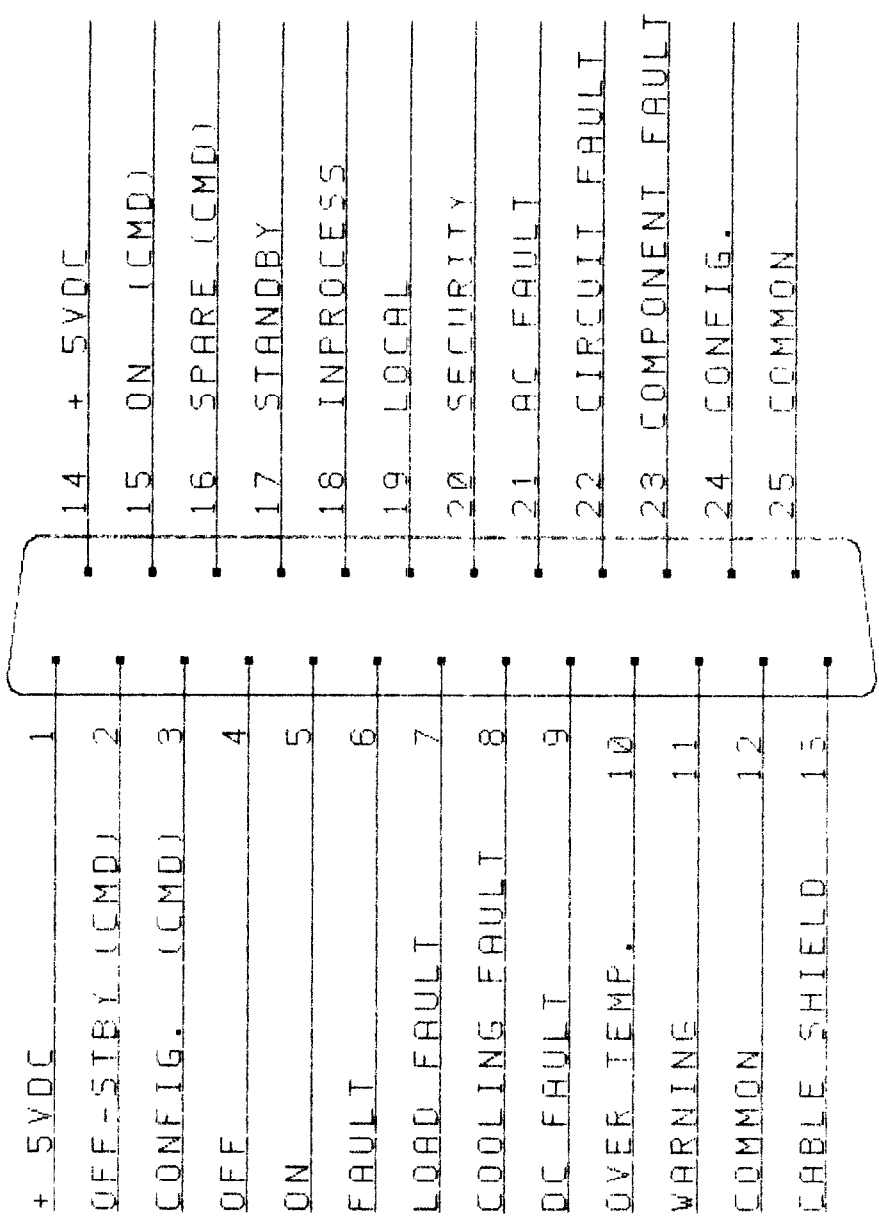 + 5VDC 1
OFF-STBY (CMD) 2
CONFIG. (CMD) 3
OFF 4
ON 5
FAULT 6
LOAD FAULT 7
COOLING FAULT 8
DC FAULT 9
OVER TEMP. 10
WARNING 11
COMMON 12
CABLE SHIELD 13
14 + 5VDC
15 ON (CMD)
16 SPARE (CMD)
17 STANDBY
18 INPROCESS
19 LOCAL
20 SECURITY
21 AC FAULT
22 CIRCUIT FAULT
23 COMPONENT FAULT
24 CONFIG.
25 COMMON